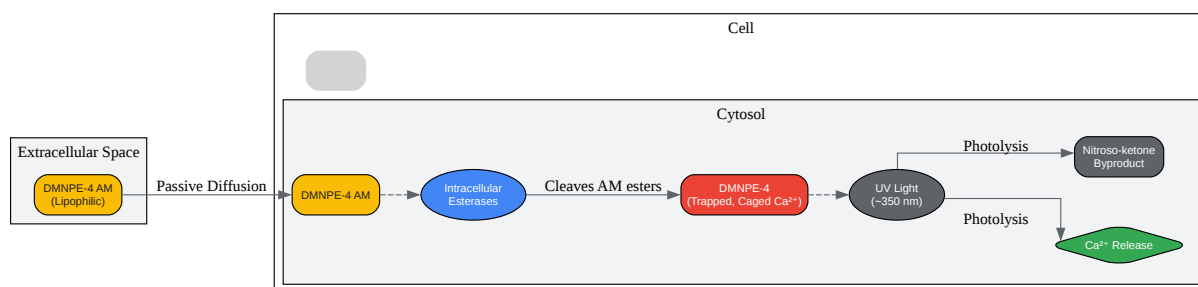 Cell
Cytosol
Extracellular Space
DMNPE-4 AM
(Lipophilic)
Passive Diffusion
DMNPE-4 AM
Intracellular
Esterases
Cleaves AM esters
DMNPE-4
(Trapped, Caged Ca²⁺)
UV Light
(~350 nm)
Photolysis
Nitroso-ketone
Byproduct
Photolysis
Ca²⁺ Release